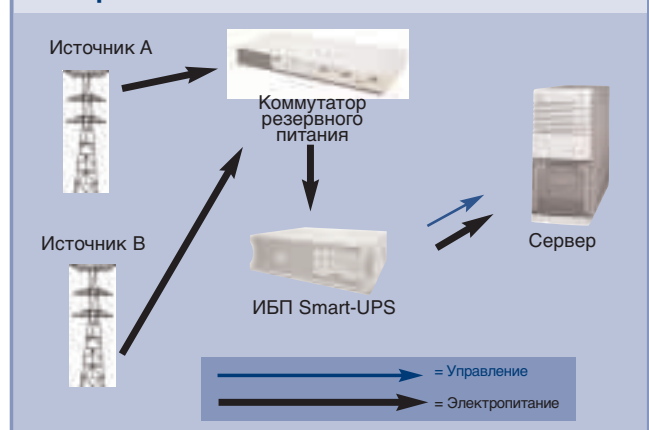 Источник А
Коммутатор
резервного
питания
Источник В
Сервер
ИБП Smart-UPS
= Управление
= Электропитание